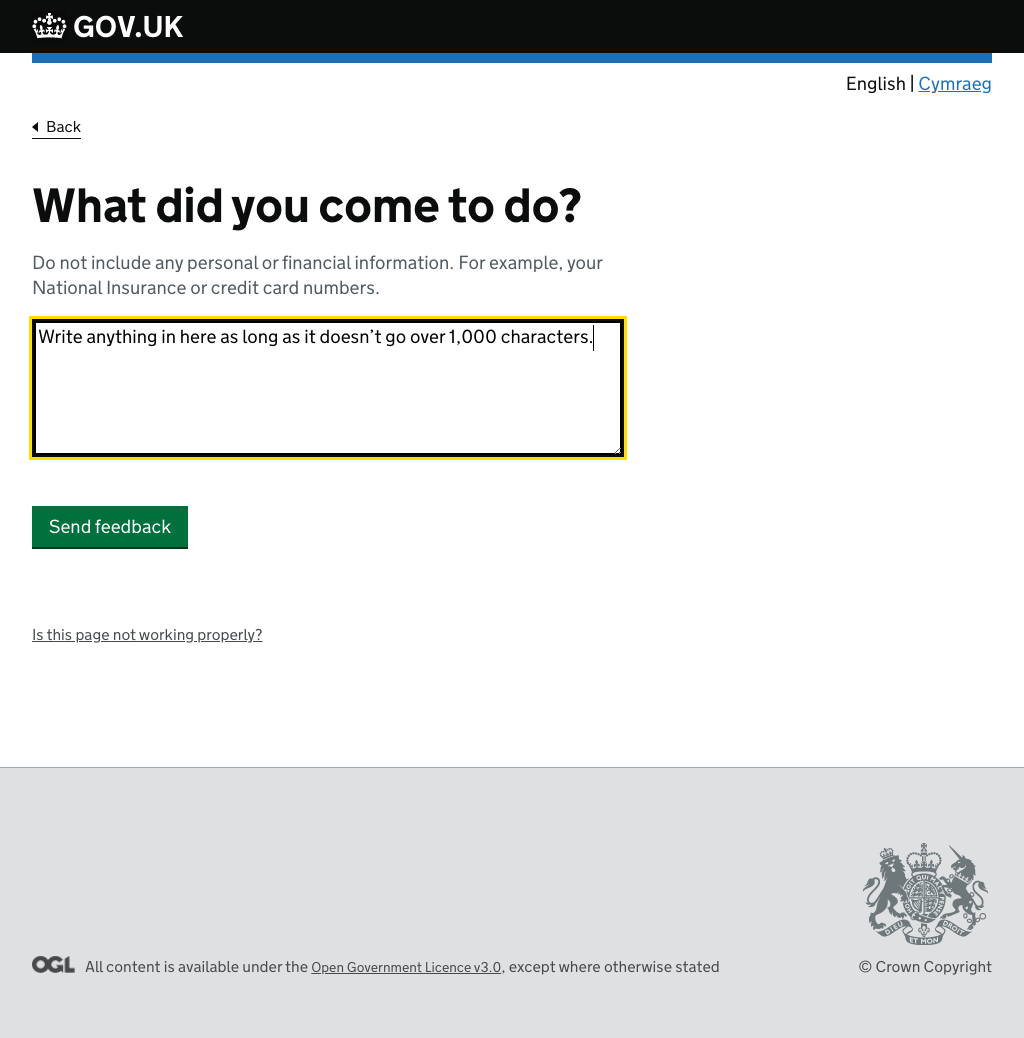 GOV.UK
English | Cymraeg
Back
What did you come to do?
Do not include any personal or financial information. For example, your
National Insurance or credit card numbers.
Write anything in here as long as it doesn’t go over 1,000 characters.
Send feedback
Is this page not working properly?
DIEU ET MON DROIT
OGL All content is available under the Open Government Licence v3.0, except where otherwise stated
© Crown Copyright